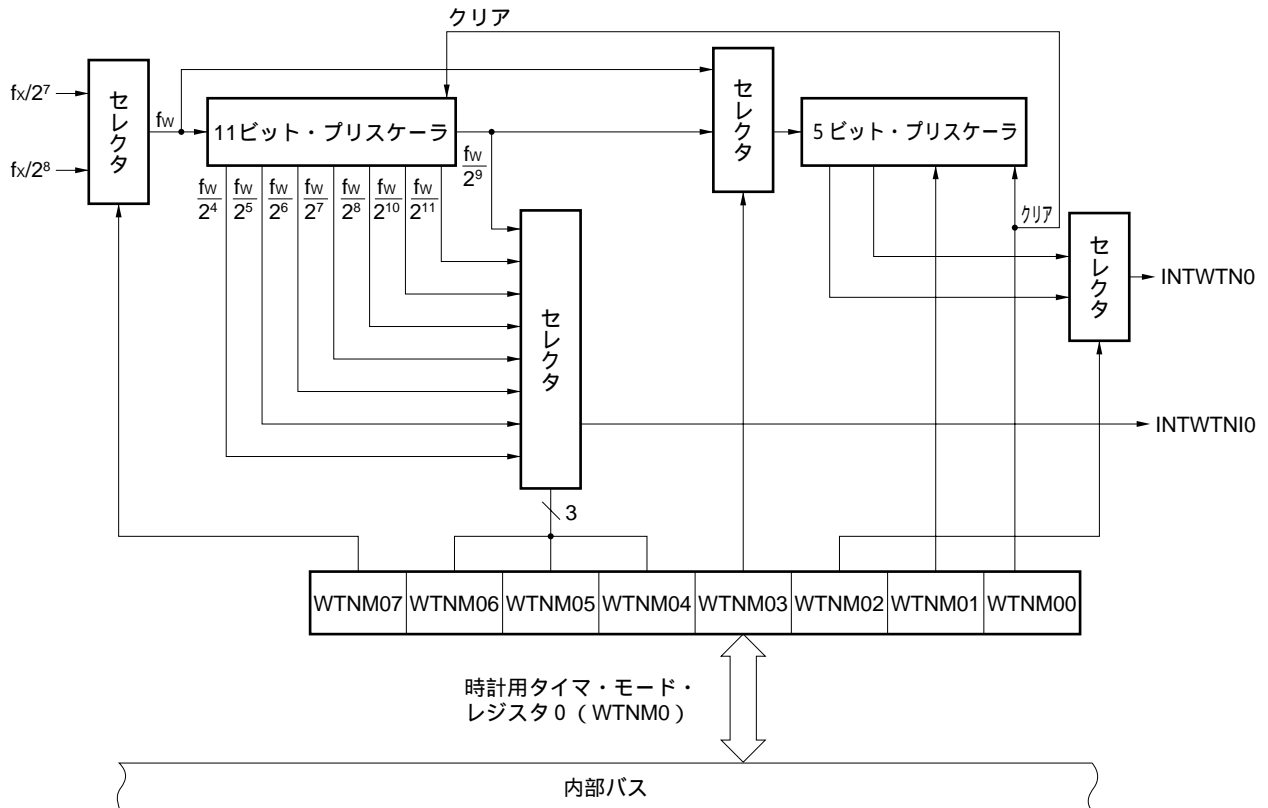 クリア
fX/2⁷
fX/2⁸
セレクタ
fW
11ビット・プリスケーラ
セレクタ
5ビット・プリスケーラ
fW/2⁴
fW/2⁵
fW/2⁶
fW/2⁷
fW/2⁸
fW/2¹⁰
fW/2¹¹
fW/2⁹
クリア
セレクタ
INTWTN0
セレクタ
INTWTNI0
3
WTNM07 WTNM06 WTNM05 WTNM04 WTNM03 WTNM02 WTNM01 WTNM00
時計用タイマ・モード・
レジスタ0(WTNM0)
内部バス